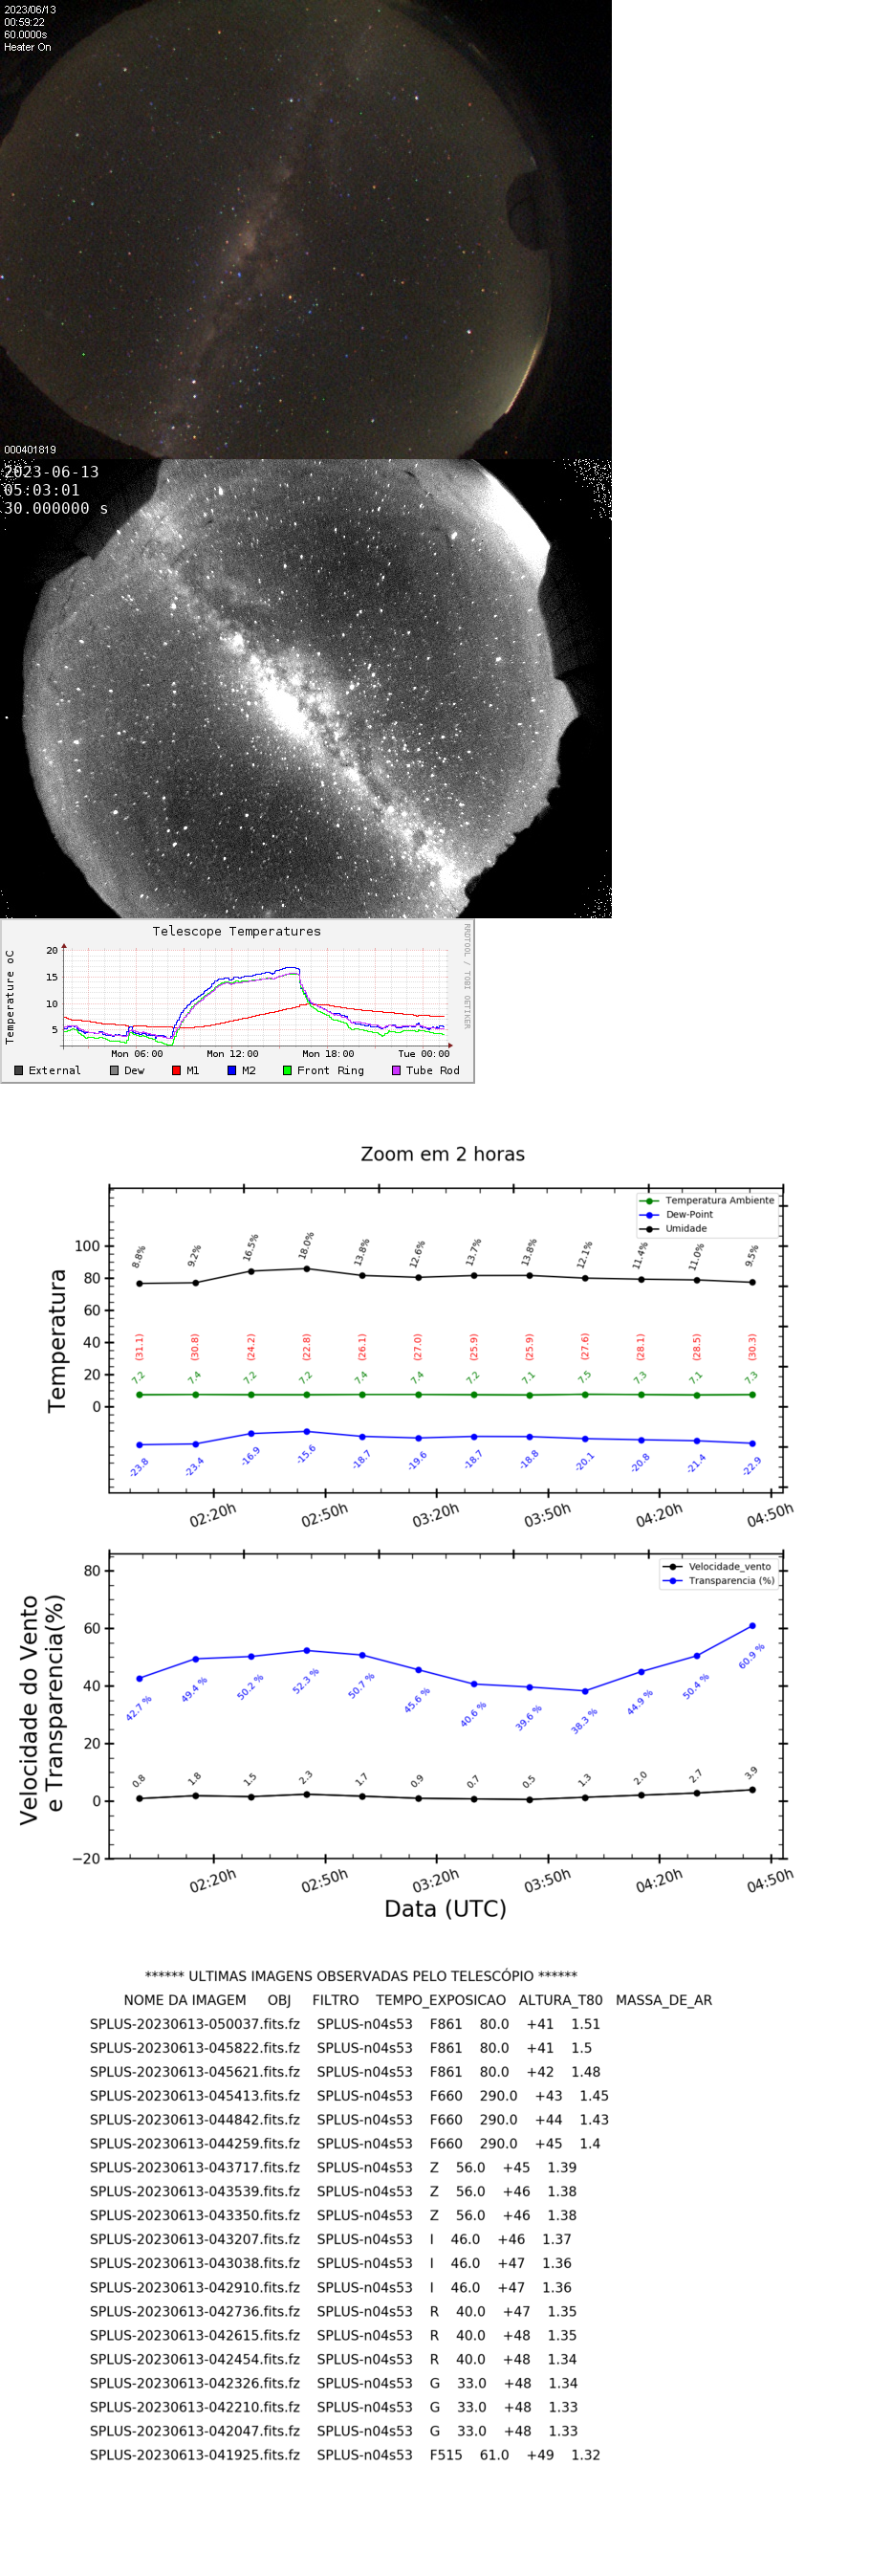 2023/06/13
00:59:22
60.0000s
Heater On
000401819
2023-06-13
05:03:01
30.000000 s
Telescope Temperatures
RRDTOOL / TOBI OETIKER
Temperature oC
20
15
10
5
Mon 06:00 Mon 12:00 Mon 18:00 Tue 00:00
External Dew M1 M2 Front Ring Tube Rod
Zoom em 2 horas
Temperatura Ambiente
Dew-Point
Umidade
Temperatura
100
80
60
40
20
0
8.8% 9.2% 16.5% 18.0% 13.8% 12.6% 13.7% 13.8% 12.1% 11.4% 11.0% 9.5%
(31.1) (30.8) (24.2) (22.8) (26.1) (27.0) (25.9) (25.9) (27.6) (28.1) (28.5) (30.3)
7.2 7.4 7.2 7.2 7.4 7.4 7.2 7.1 7.5 7.3 7.1 7.3
-23.8 -23.4 -16.9 -15.6 -18.7 -19.6 -18.7 -18.8 -20.1 -20.8 -21.4 -22.9
02:20h 02:50h 03:20h 03:50h 04:20h 04:50h
Velocidade_vento
Transparencia (%)
Velocidade do Vento
e Transparencia(%)
80
60
40
20
0
−20
42.7 % 49.4 % 50.2 % 52.3 % 50.7 % 45.6 % 40.6 % 39.6 % 38.3 % 44.9 % 50.4 % 60.9 %
0.8 1.8 1.5 2.3 1.7 0.9 0.7 0.5 1.3 2.0 2.7 3.9
02:20h 02:50h 03:20h 03:50h 04:20h 04:50h
Data (UTC)
****** ULTIMAS IMAGENS OBSERVADAS PELO TELESCÓPIO ******
NOME DA IMAGEM OBJ FILTRO TEMPO_EXPOSICAO ALTURA_T80 MASSA_DE_AR
SPLUS-20230613-050037.fits.fz SPLUS-n04s53 F861 80.0 +41 1.51
SPLUS-20230613-045822.fits.fz SPLUS-n04s53 F861 80.0 +41 1.5
SPLUS-20230613-045621.fits.fz SPLUS-n04s53 F861 80.0 +42 1.48
SPLUS-20230613-045413.fits.fz SPLUS-n04s53 F660 290.0 +43 1.45
SPLUS-20230613-044842.fits.fz SPLUS-n04s53 F660 290.0 +44 1.43
SPLUS-20230613-044259.fits.fz SPLUS-n04s53 F660 290.0 +45 1.4
SPLUS-20230613-043717.fits.fz SPLUS-n04s53 Z 56.0 +45 1.39
SPLUS-20230613-043539.fits.fz SPLUS-n04s53 Z 56.0 +46 1.38
SPLUS-20230613-043350.fits.fz SPLUS-n04s53 Z 56.0 +46 1.38
SPLUS-20230613-043207.fits.fz SPLUS-n04s53 I 46.0 +46 1.37
SPLUS-20230613-043038.fits.fz SPLUS-n04s53 I 46.0 +47 1.36
SPLUS-20230613-042910.fits.fz SPLUS-n04s53 I 46.0 +47 1.36
SPLUS-20230613-042736.fits.fz SPLUS-n04s53 R 40.0 +47 1.35
SPLUS-20230613-042615.fits.fz SPLUS-n04s53 R 40.0 +48 1.35
SPLUS-20230613-042454.fits.fz SPLUS-n04s53 R 40.0 +48 1.34
SPLUS-20230613-042326.fits.fz SPLUS-n04s53 G 33.0 +48 1.34
SPLUS-20230613-042210.fits.fz SPLUS-n04s53 G 33.0 +48 1.33
SPLUS-20230613-042047.fits.fz SPLUS-n04s53 G 33.0 +48 1.33
SPLUS-20230613-041925.fits.fz SPLUS-n04s53 F515 61.0 +49 1.32